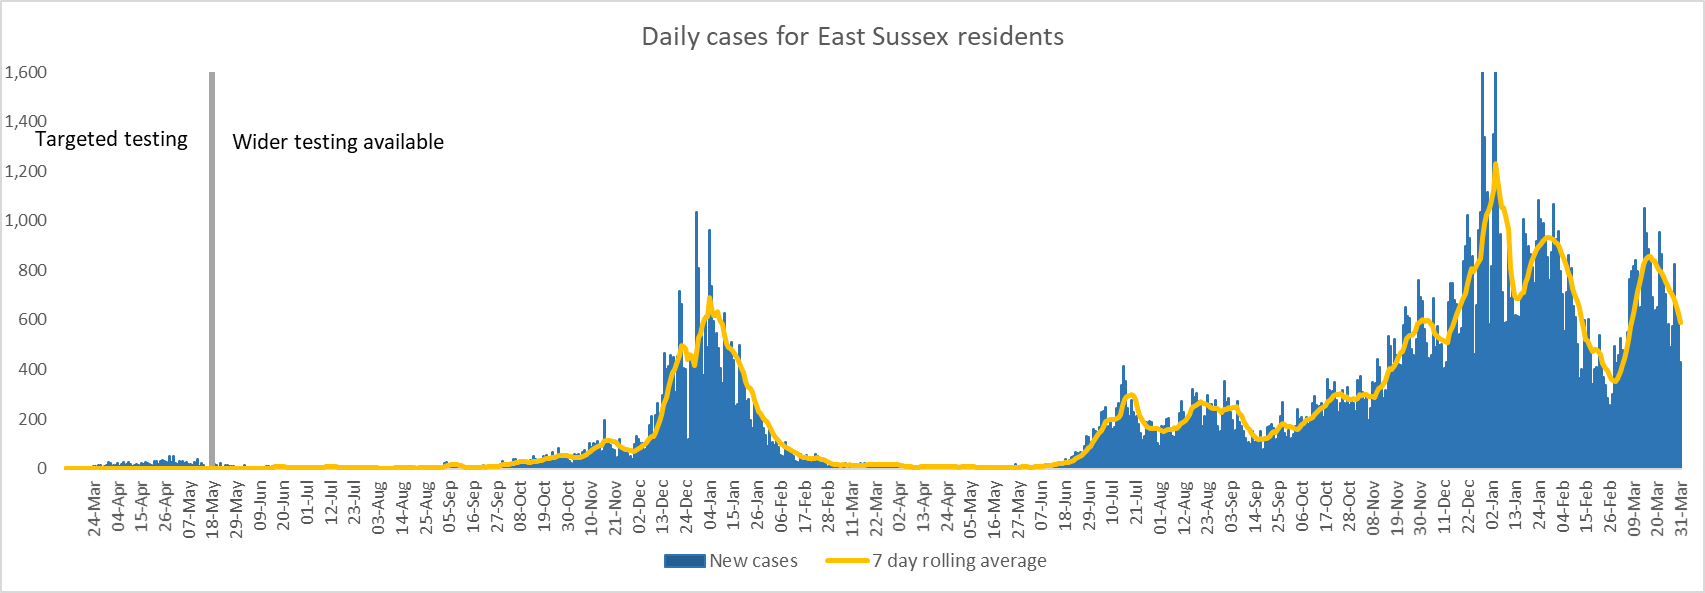 Daily cases for East Sussex residents
1,600
1,400
1,200
1,000
800
600
400
200
0
Targeted testing
Wider testing available
24-Mar
04-Apr
15-Apr
26-Apr
07-May
18-May
29-May
09-Jun
20-Jun
01-Jul
12-Jul
23-Jul
03-Aug
14-Aug
25-Aug
05-Sep
16-Sep
27-Sep
08-Oct
19-Oct
30-Oct
10-Nov
21-Nov
02-Dec
13-Dec
24-Dec
04-Jan
15-Jan
26-Jan
06-Feb
17-Feb
28-Feb
11-Mar
22-Mar
02-Apr
13-Apr
24-Apr
05-May
16-May
27-May
07-Jun
18-Jun
29-Jun
10-Jul
21-Jul
01-Aug
12-Aug
23-Aug
03-Sep
14-Sep
25-Sep
06-Oct
17-Oct
28-Oct
08-Nov
19-Nov
30-Nov
11-Dec
22-Dec
02-Jan
13-Jan
24-Jan
04-Feb
15-Feb
26-Feb
09-Mar
20-Mar
31-Mar
New cases
7 day rolling average